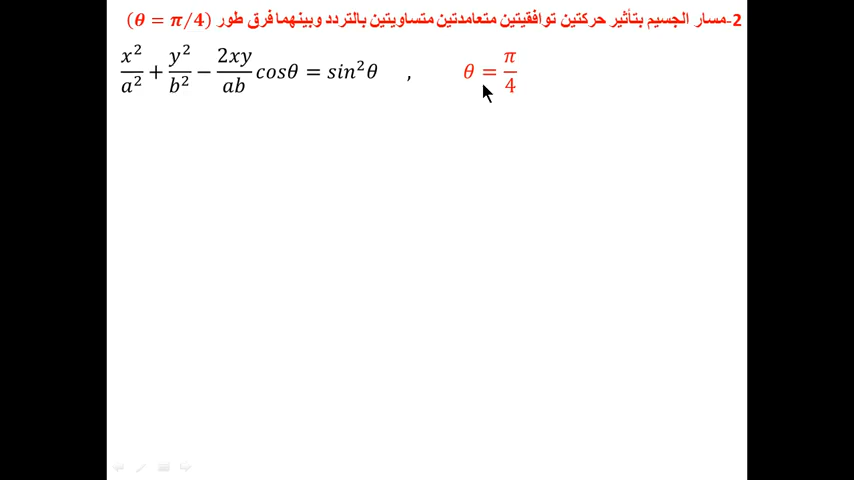 2-مسار الجسيم بتأثير حركتين توافقيتين متعامدتين متساويتين بالتردد وبينهما فرق طور (θ = π/4)
x²/a² + y²/b² − 2xy/ab cosθ = sin²θ , θ = π/4